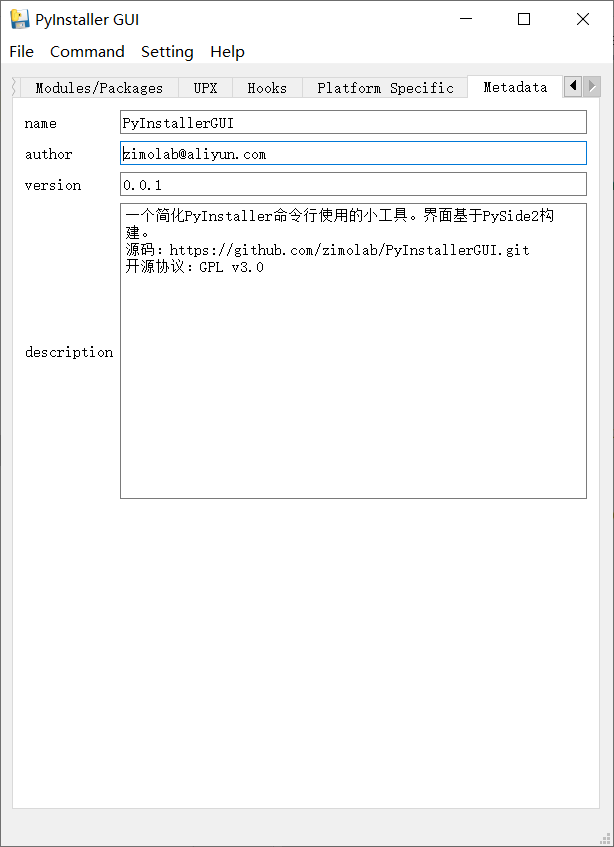 PyInstaller GUI
File Command Setting Help
Modules/Packages UPX Hooks Platform Specific Metadata
name PyInstallerGUI
author zimolab@aliyun.com
version 0.0.1
一个简化PyInstaller命令行使用的小工具。界面基于PySide2构
建。
源码：https://github.com/zimolab/PyInstallerGUI.git
开源协议：GPL v3.0
description